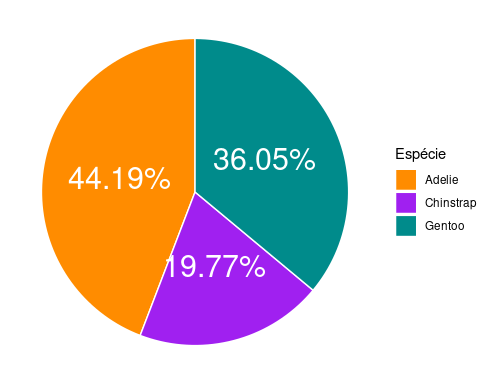 36.05%
44.19%
19.77%
Espécie
Adelie
Chinstrap
Gentoo